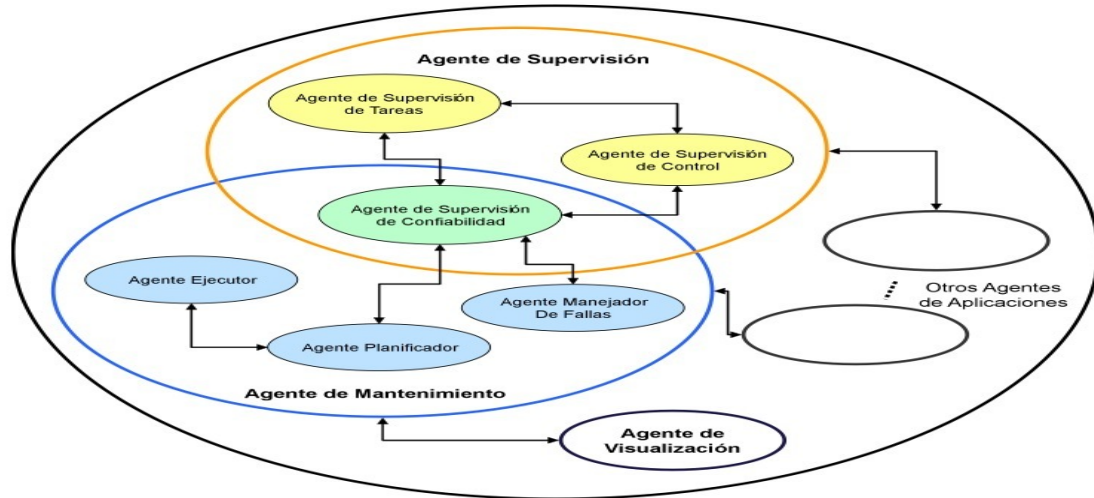 Agente de Supervisión
Agente de Supervisión
de Tareas
Agente de Supervisión
de Control
Agente de Supervisión
de Confiabilidad
Agente Ejecutor
Agente Manejador
De Fallas
Otros Agentes
de Aplicaciones
Agente Planificador
Agente de Mantenimiento
Agente de
Visualización